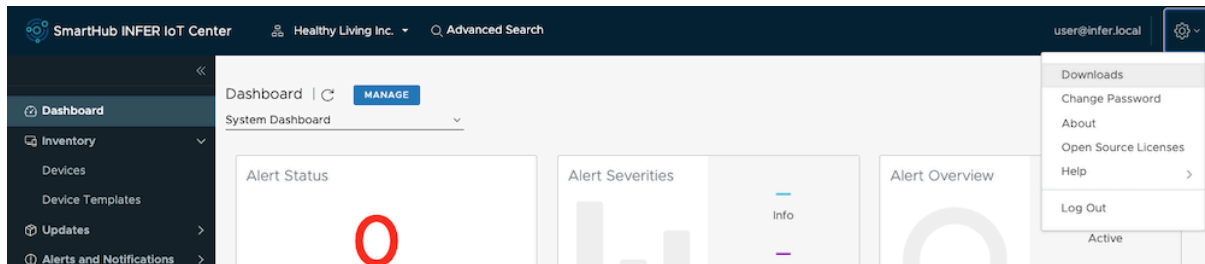 SmartHub INFER IoT Center
Healthy Living Inc.
Advanced Search
user@infer.local
Dashboard
Inventory
Devices
Device Templates
Updates
Alerts and Notifications
Dashboard
MANAGE
System Dashboard
Alert Status
0
Alert Severities
Info
Alert Overview
Active
Downloads
Change Password
About
Open Source Licenses
Help
Log Out